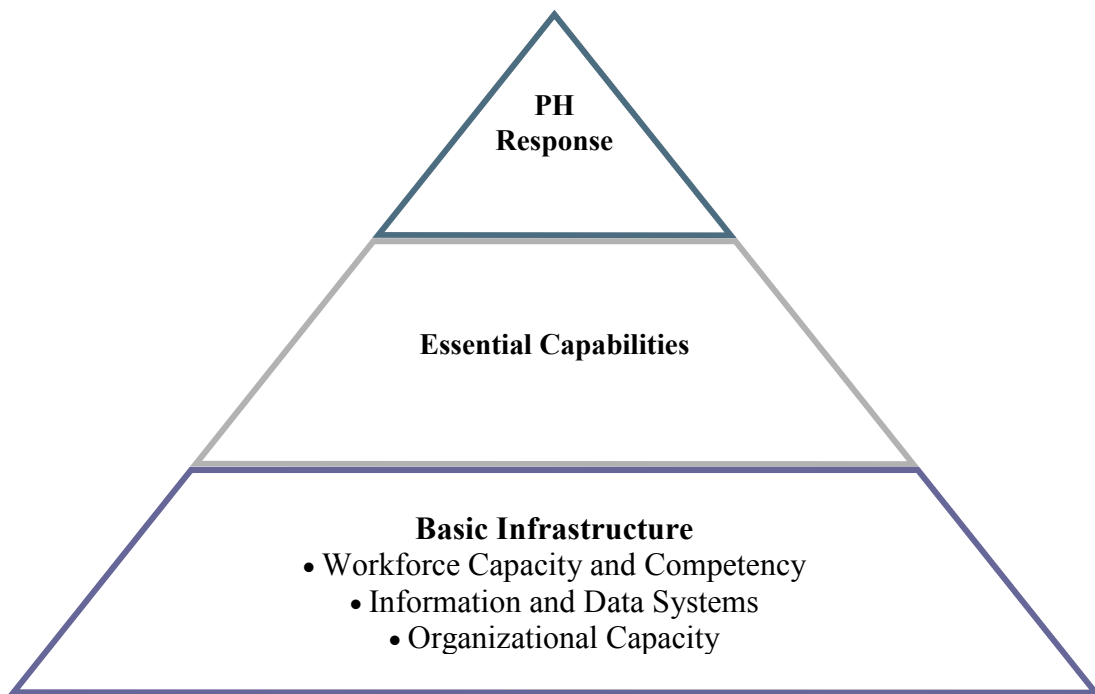 PH
Response
Essential Capabilities
Basic Infrastructure
• Workforce Capacity and Competency
• Information and Data Systems
• Organizational Capacity